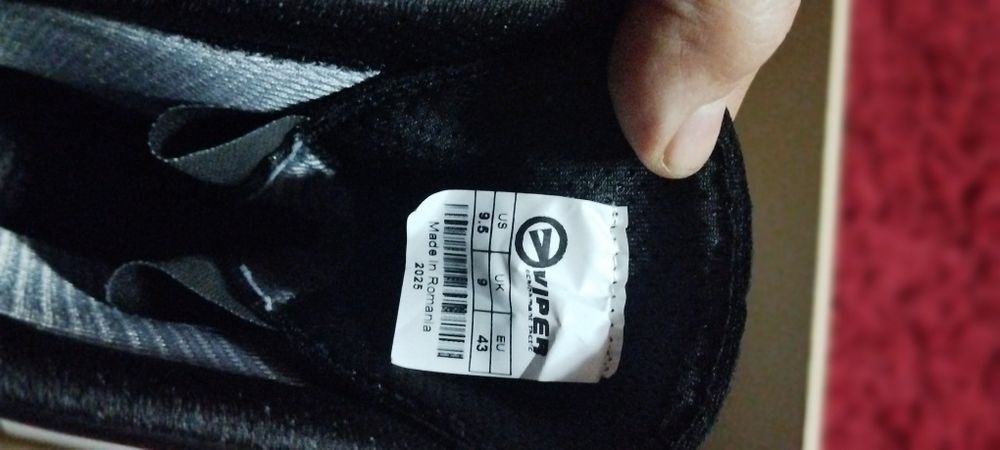 VIPER
US UK EU
9.5 9 43
Made in Romania
2025